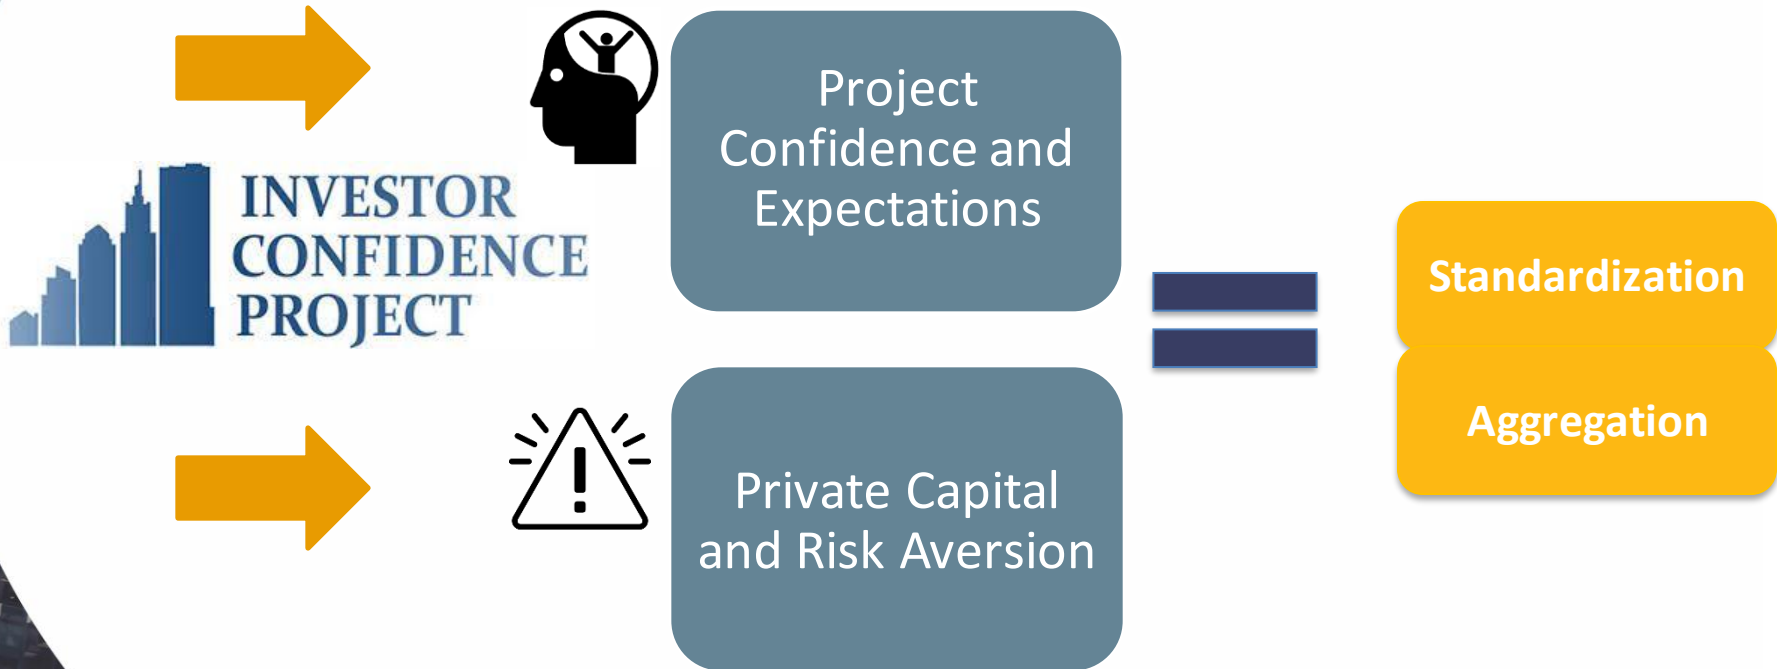 INVESTOR
CONFIDENCE
PROJECT
Project
Confidence and
Expectations
Private Capital
and Risk Aversion
Standardization
Aggregation